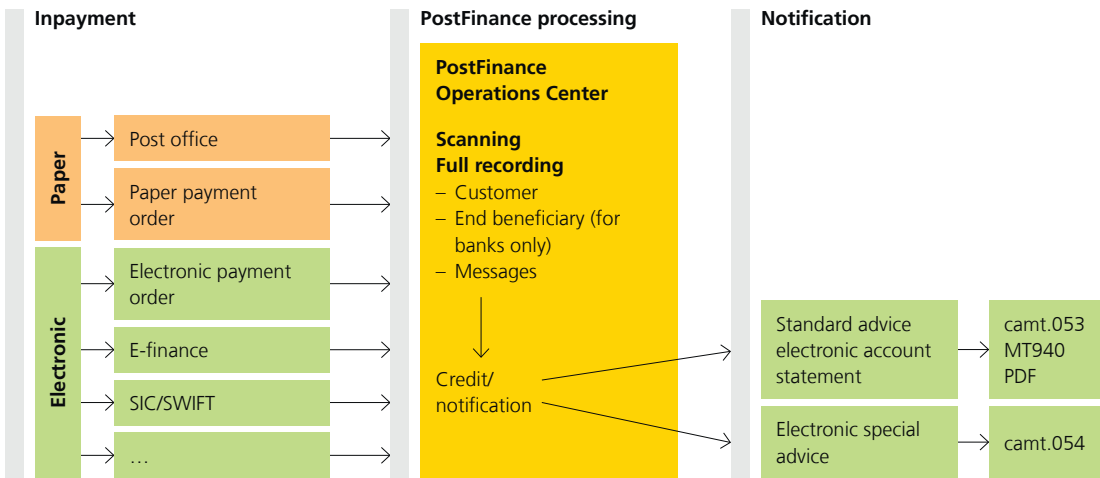 Inpayment
PostFinance processing
Notification
Paper
Post office
Paper payment
order
Electronic
Electronic payment
order
E-finance
SIC/SWIFT
...
PostFinance
Operations Center
Scanning
Full recording
– Customer
– End beneficiary (for
banks only)
– Messages
Credit/
notification
Standard advice
electronic account
statement
camt.053
MT940
PDF
Electronic special
advice
camt.054